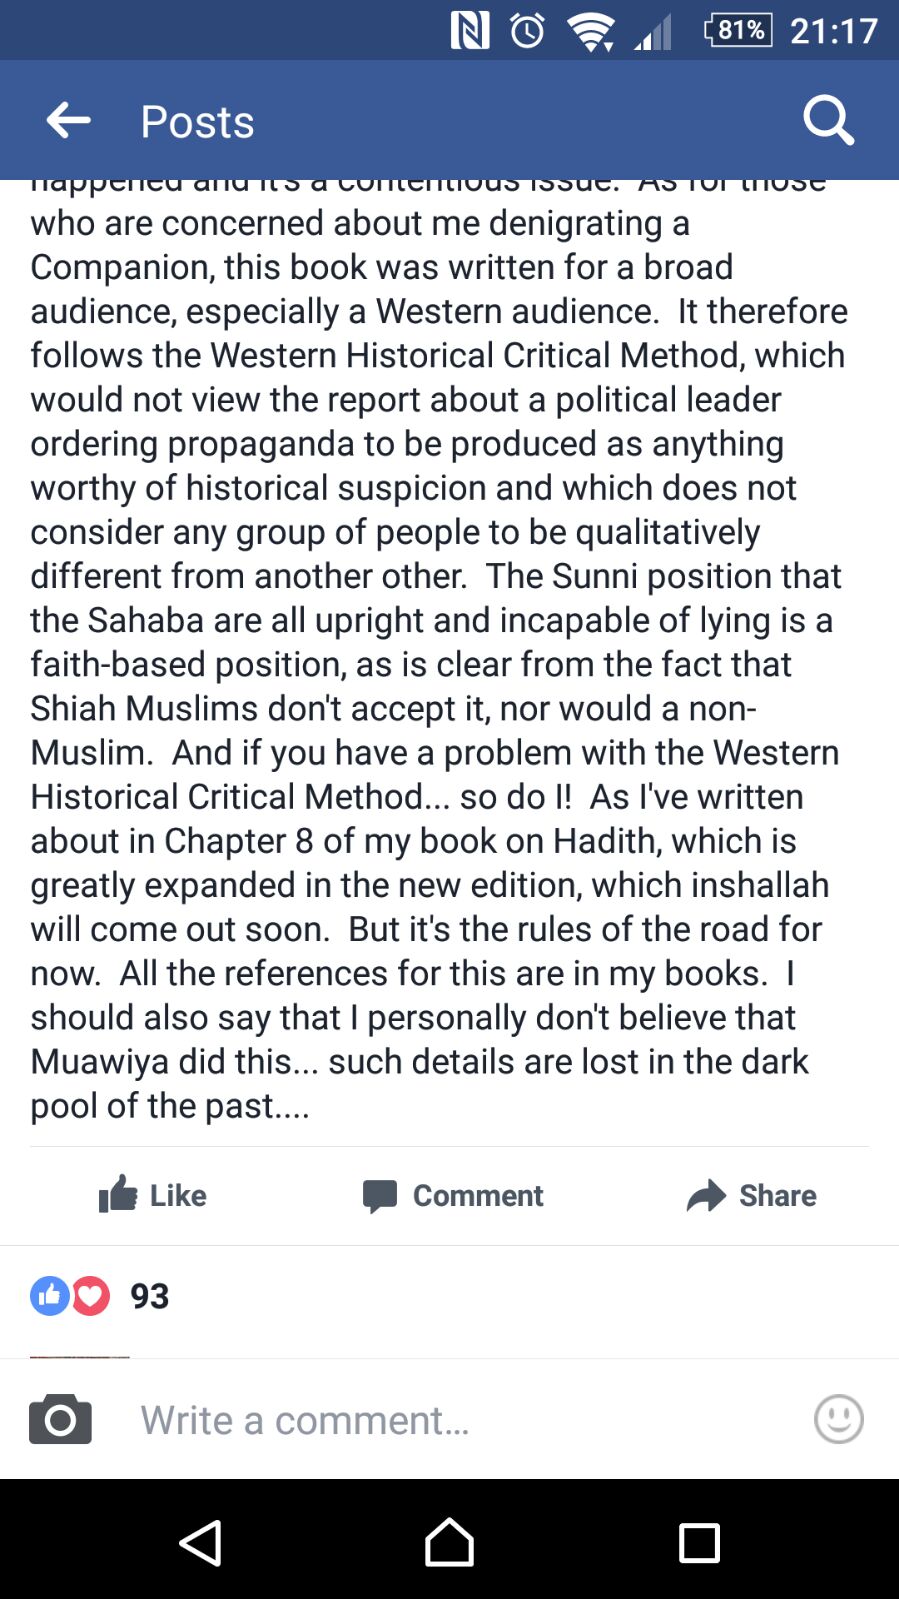 81% 21:17
Posts
happened and it's a contentious issue.  As for those
who are concerned about me denigrating a
Companion, this book was written for a broad
audience, especially a Western audience.  It therefore
follows the Western Historical Critical Method, which
would not view the report about a political leader
ordering propaganda to be produced as anything
worthy of historical suspicion and which does not
consider any group of people to be qualitatively
different from another other.  The Sunni position that
the Sahaba are all upright and incapable of lying is a
faith-based position, as is clear from the fact that
Shiah Muslims don't accept it, nor would a non-
Muslim.  And if you have a problem with the Western
Historical Critical Method... so do I!  As I've written
about in Chapter 8 of my book on Hadith, which is
greatly expanded in the new edition, which inshallah
will come out soon.  But it's the rules of the road for
now.  All the references for this are in my books.  I
should also say that I personally don't believe that
Muawiya did this... such details are lost in the dark
pool of the past....
Like Comment Share
93
Write a comment...